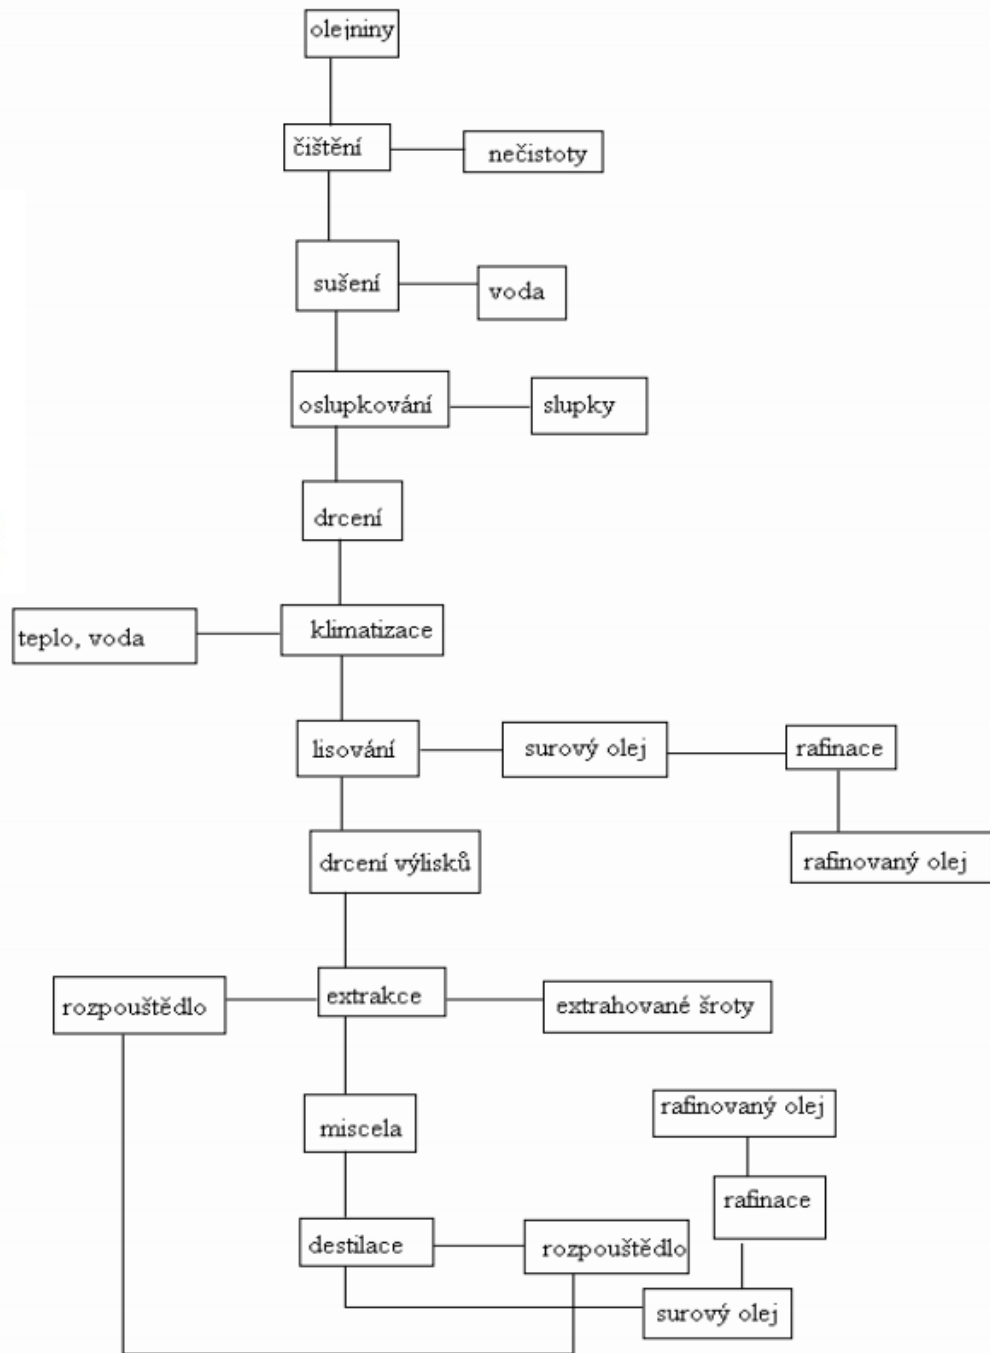 olejniny
čištění
nečistoty
sušení
voda
oslupkování
slupky
drcení
teplo, voda
klimatizace
lisování
surový olej
rafinace
drcení výlisků
rafinovaný olej
rozpouštědlo
extrakce
extrahované šroty
miscela
rafinovaný olej
rafinace
destilace
rozpouštědlo
surový olej